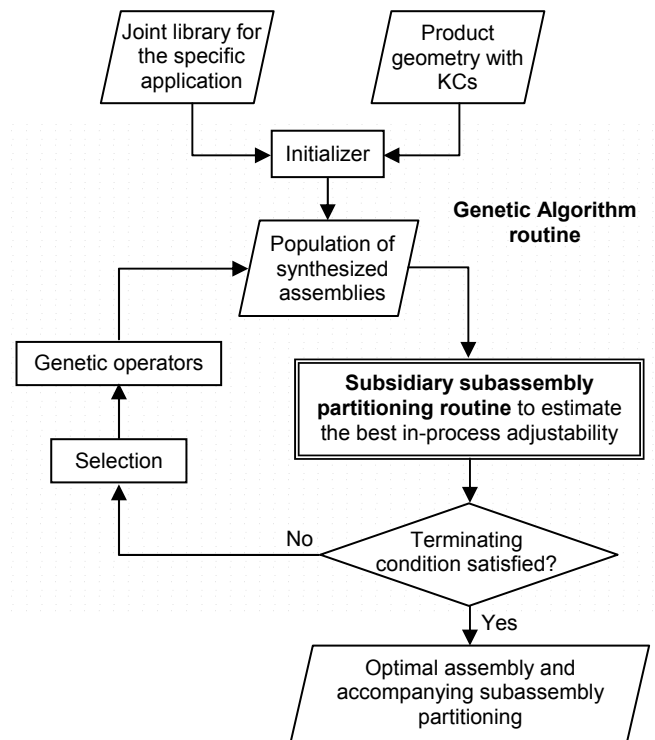 Joint library for
the specific
application
Product
geometry with
KCs
Initializer
Genetic Algorithm
routine
Population of
synthesized
assemblies
Genetic operators
Subsidiary subassembly
partitioning routine to estimate
the best in-process adjustability
Selection
No
Terminating
condition satisfied?
Yes
Optimal assembly and
accompanying subassembly
partitioning